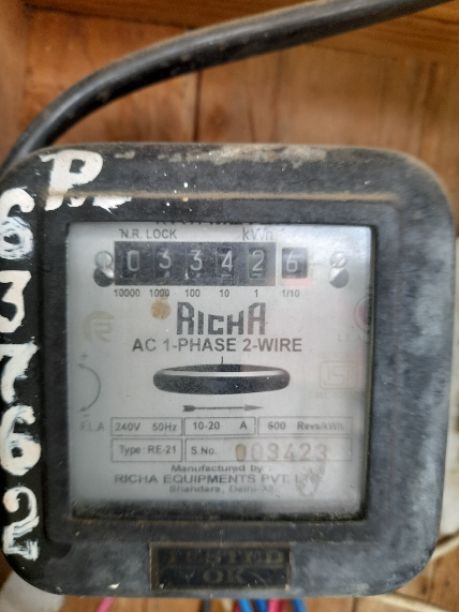 P.L
63762
N.R. LOCK kWh
0 3 3 4 2 6
10000 1000 100 10 1 1/10
RICHA
AC 1-PHASE 2-WIRE
F.L.A
240V 50Hz 10-20 A 600 Revs/kWh.
Type : RE-21 S.No. 003423
Manufactured by :
RICHA EQUIPMENTS PVT.
Shahdara, Delhi-
TESTED
OK